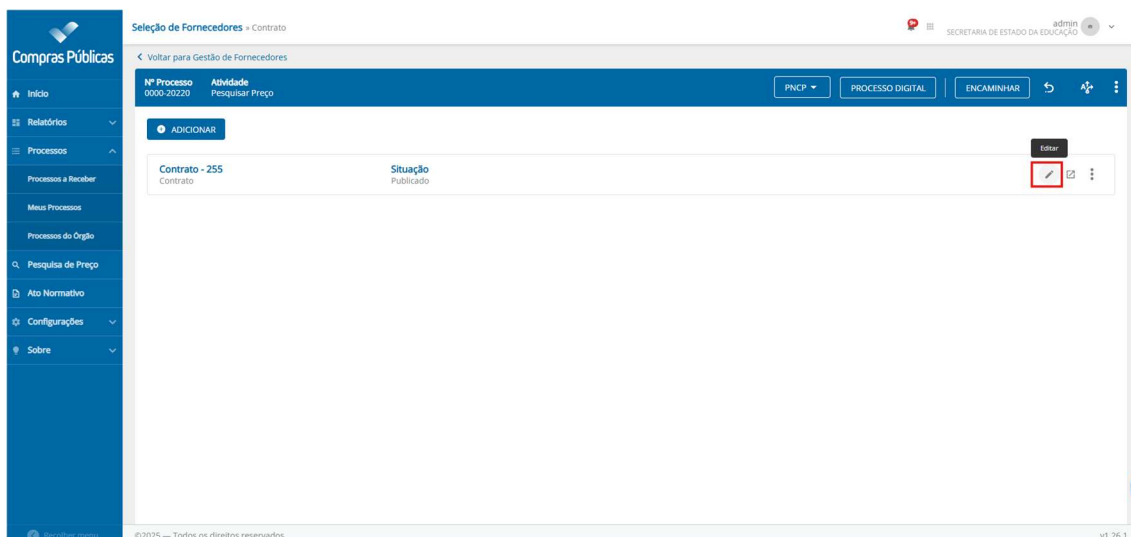 Compras Públicas
Início
Relatórios
Processos
Processos a Receber
Meus Processos
Processos do Órgão
Pesquisa de Preço
Ato Normativo
Configurações
Sobre
Recolher menu
Seleção de Fornecedores » Contrato
9+
admin
SECRETARIA DE ESTADO DA EDUCAÇÃO
Voltar para Gestão de Fornecedores
Nº Processo Atividade
0000-20220 Pesquisar Preço
PNCP PROCESSO DIGITAL ENCAMINHAR
ADICIONAR
Editar
Contrato - 255 Situação
Contrato Publicado
©2025 — Todos os direitos reservados
v1.26.1